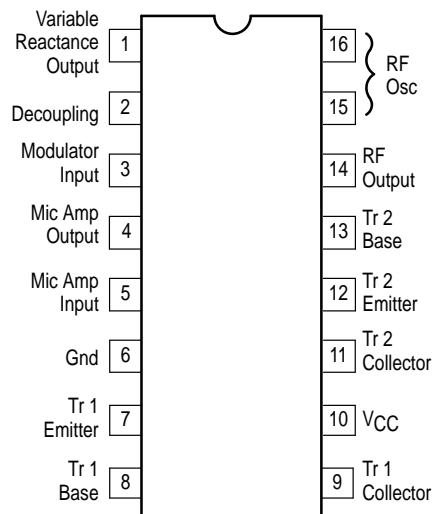 Variable
Reactance
Output
1
Decoupling
2
Modulator
Input
3
Mic Amp
Output
4
Mic Amp
Input
5
Gnd
6
Tr 1
Emitter
7
Tr 1
Base
8
16
RF
Osc
15
14
RF
Output
13
Tr 2
Base
12
Tr 2
Emitter
11
Tr 2
Collector
10
VCC
9
Tr 1
Collector